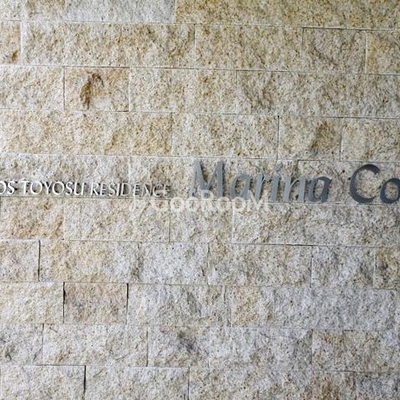 OS TOYOSU RESIDENCE Marina Co
GooRooM